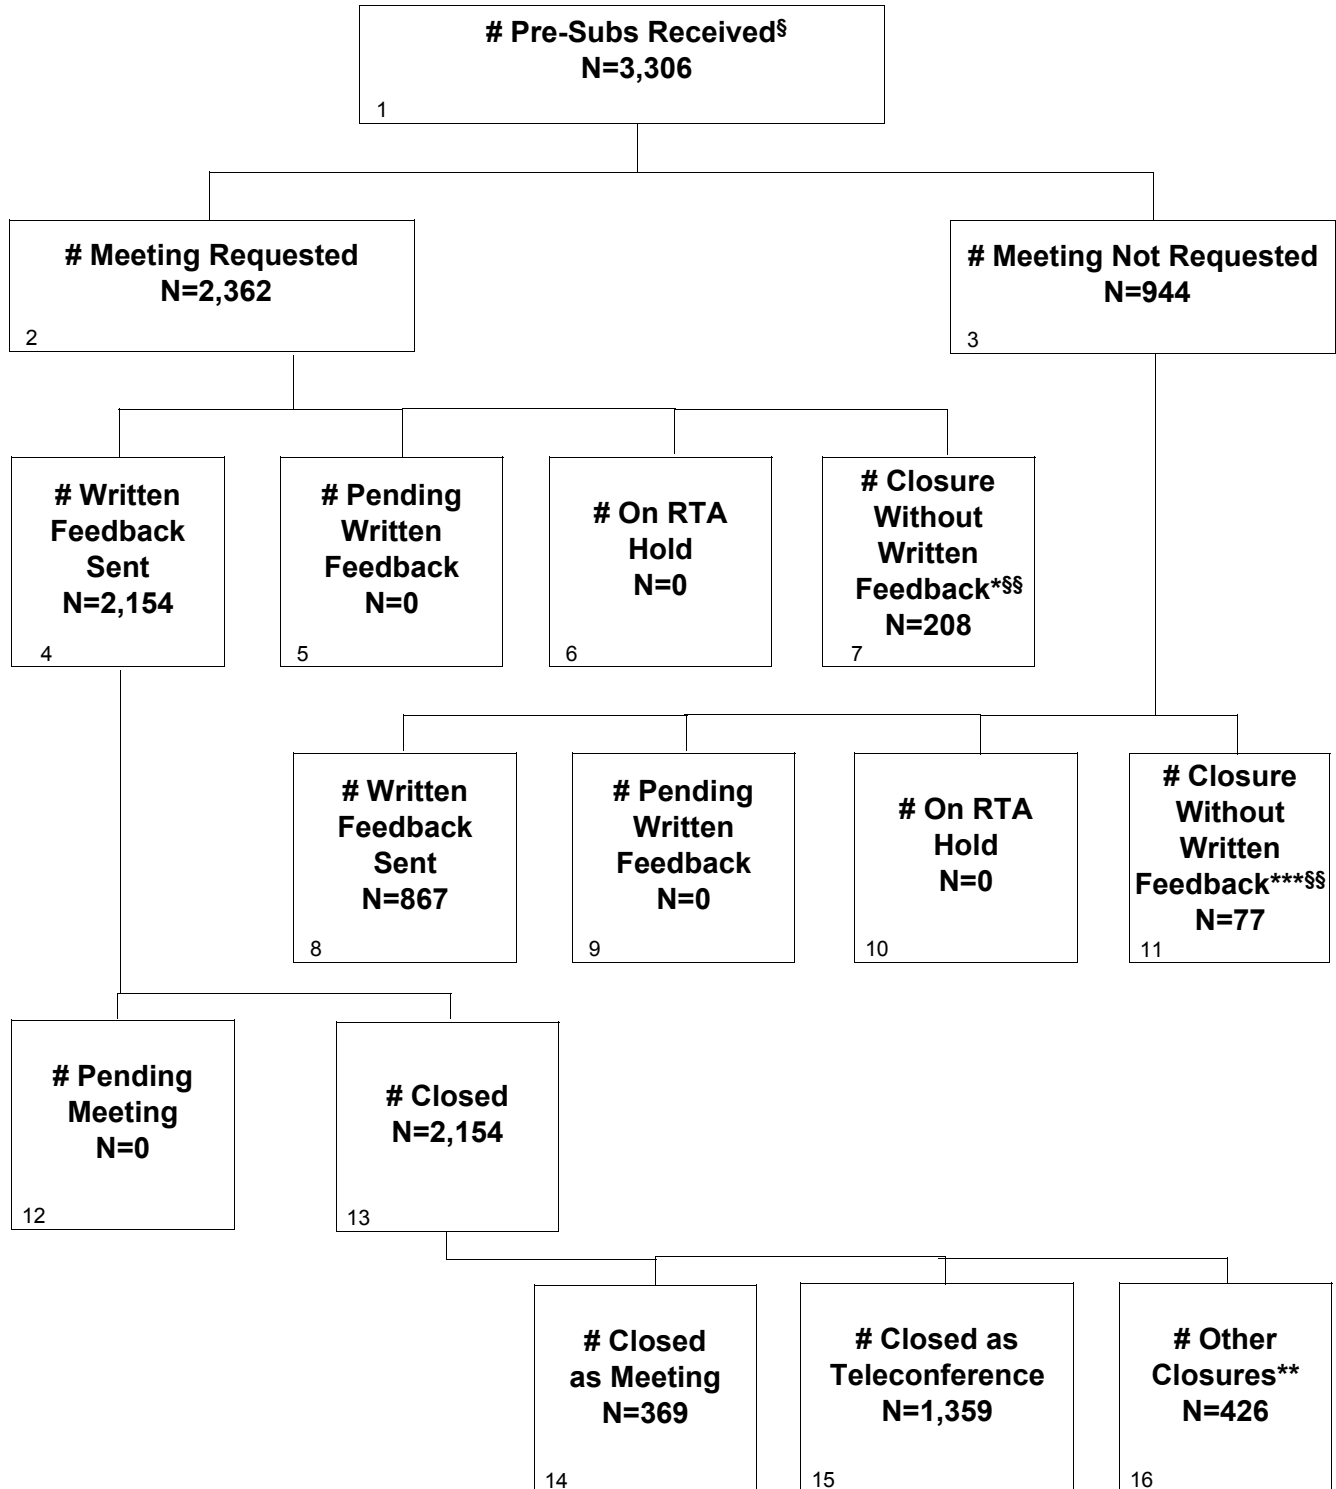 # Pre-Subs Received§
N=3,306
1
# Meeting Requested
N=2,362
2
# Meeting Not Requested
N=944
3
# Written
Feedback
Sent
N=2,154
4
# Pending
Written
Feedback
N=0
5
# On RTA
Hold
N=0
6
# Closure
Without
Written
Feedback*§§
N=208
7
# Written
Feedback
Sent
N=867
8
# Pending
Written
Feedback
N=0
9
# On RTA
Hold
N=0
10
# Closure
Without
Written
Feedback***§§
N=77
11
# Pending
Meeting
N=0
12
# Closed
N=2,154
13
# Closed
as Meeting
N=369
14
# Closed as
Teleconference
N=1,359
15
# Other
Closures**
N=426
16